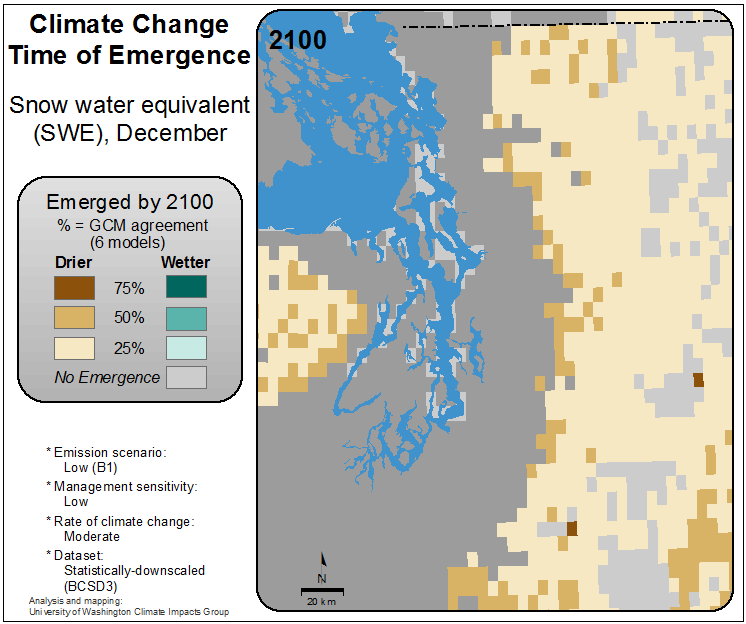 Climate Change
Time of Emergence
Snow water equivalent
(SWE), December
Emerged by 2100
% = GCM agreement
(6 models)
Drier Wetter
75%
50%
25%
No Emergence
* Emission scenario:
Low (B1)
* Management sensitivity:
Low
* Rate of climate change:
Moderate
* Dataset:
Statistically-downscaled
(BCSD3)
Analysis and mapping:
University of Washington Climate Impacts Group
2100
N
20 km